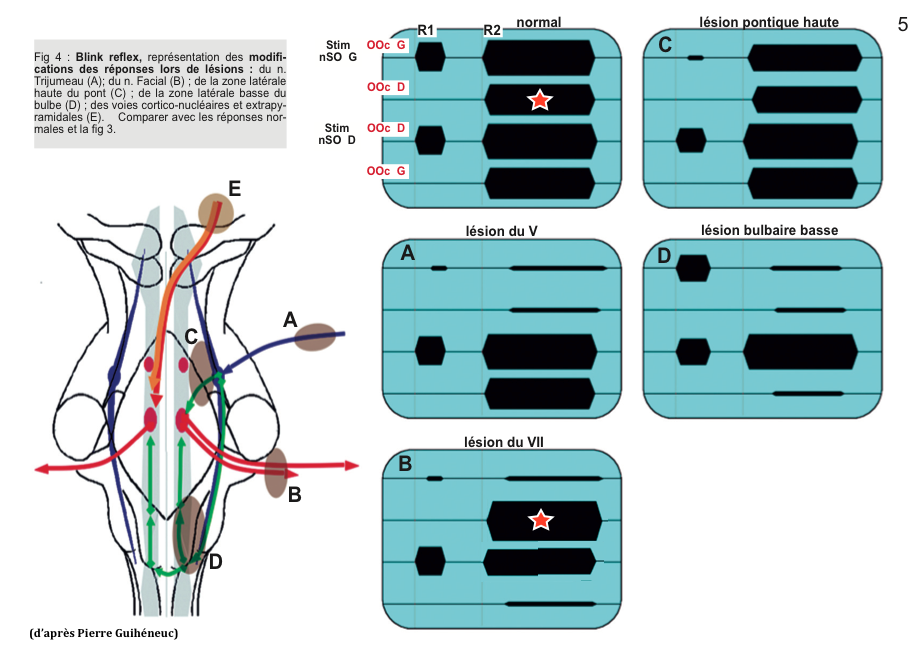 5
Fig 4 : Blink reflex, représentation des modifi-
cations des réponses lors de lésions : du n.
Trijumeau (A); du n. Facial (B) ; de la zone latérale
haute du pont (C) ; de la zone latérale basse du
bulbe (D) ; des voies cortico-nucléaires et extrapy-
ramidales (E). Comparer avec les réponses nor-
males et la fig 3.
normal
R1 R2
Stim
nSO G
OOc G
OOc D
Stim
nSO D
OOc D
OOc G
lésion pontique haute
C
lésion du V
A
lésion bulbaire basse
D
lésion du VII
B
E
A
C
B
D
(d'après Pierre Guihéneuc)